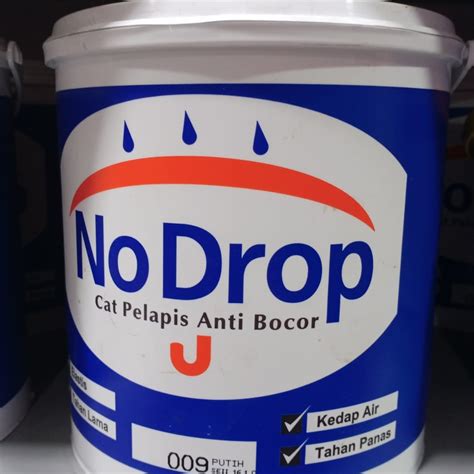 No Drop
Cat Pelapis Anti Bocor
Elastis
Tahan Lama
Kedap Air
Tahan Panas
009 PUTIH